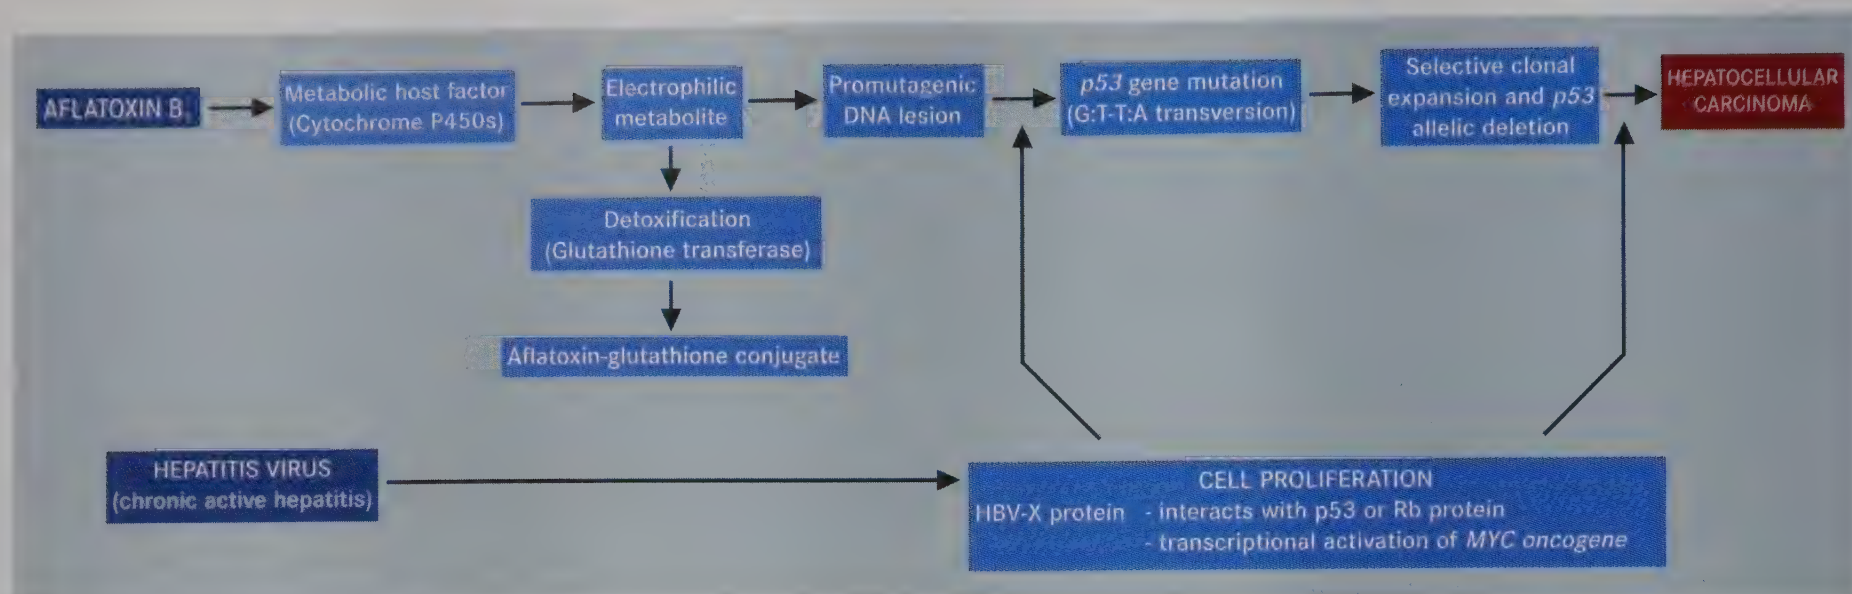 AFLATOXIN B1
Metabolic host factor
(Cytochrome P450s)
Electrophilic
metabolite
Promutagenic
DNA lesion
p53 gene mutation
(G:T-T:A transversion)
Selective clonal
expansion and p53
allelic deletion
HEPATOCELLULAR
CARCINOMA
Detoxification
(Glutathione transferase)
Aflatoxin-glutathione conjugate
HEPATITIS VIRUS
(chronic active hepatitis)
CELL PROLIFERATION
HBV-X protein - interacts with p53 or Rb protein
- transcriptional activation of MYC oncogene